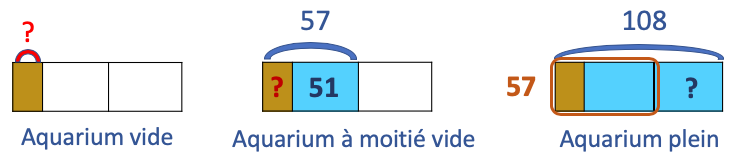 ?
57
108
? 51
57
?
Aquarium vide
Aquarium à moitié vide
Aquarium plein